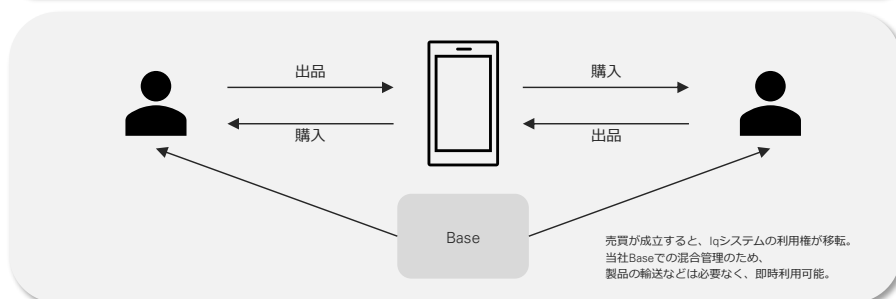 出品
購入
購入
出品
Base
売買が成立すると、Iqシステムの利用権が移転。
当社Baseでの混合管理のため、
製品の輸送などは必要なく、即時利用可能。